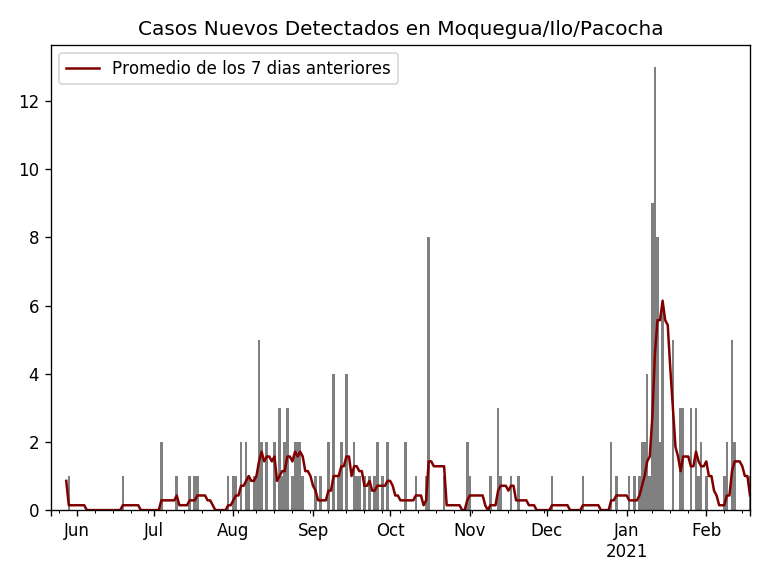 Casos Nuevos Detectados en Moquegua/Ilo/Pacocha
Promedio de los 7 dias anteriores
12
10
8
6
4
2
0
Jun Jul Aug Sep Oct Nov Dec Jan Feb
2021